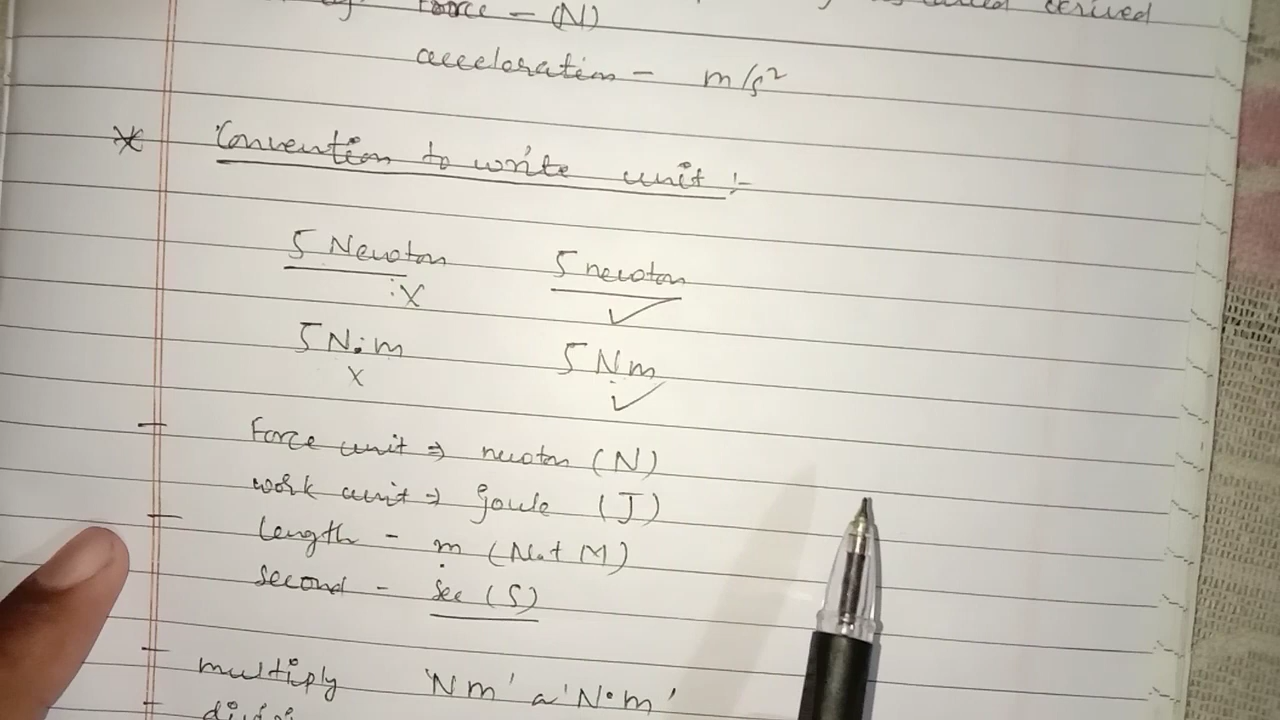 Force - (N)
derived
acceleration - m/s²
* Convention to write unit :-
5 Newton 5 newton
X ✓
5 N.m 5 Nm
X ✓
- Force unit ⇒ newton (N)
work unit ⇒ joule (J)
- length - m (Not M)
second - sec (S)
- multiply 'Nm' a 'N•m'
-